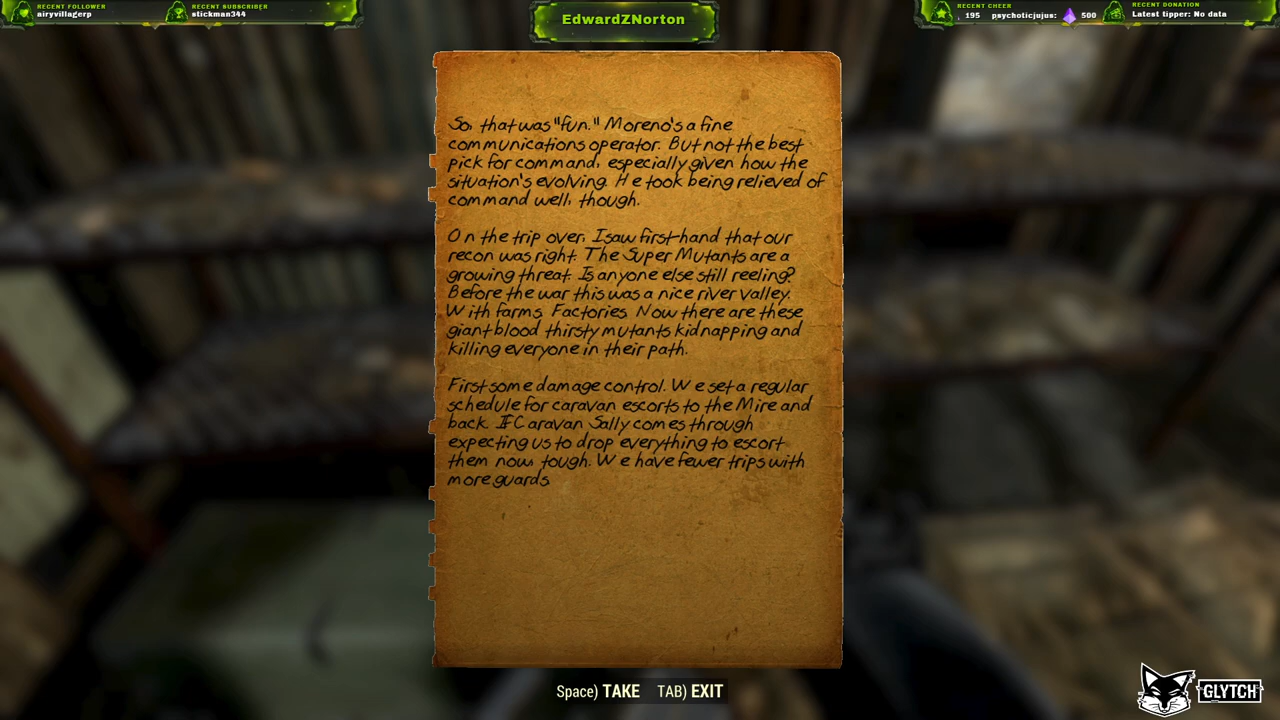 RECENT FOLLOWER
airyvillagerp
RECENT SUBSCRIBER
stickman344
EdwardZNorton
RECENT CHEER
. 195 psychoticjujus: 500
RECENT DONATION
Latest tipper: No data
So, that was "fun." Moreno's a fine
communications operator. But not the best
pick for command, especially given how the
situation's evolving. He took being relieved of
command well, though.
On the trip over, I saw first-hand that our
recon was right. The Super Mutants are a
growing threat. Is anyone else still reeling?
Before the war this was a nice river valley.
With farms. Factories. Now there are these
giant blood thirsty mutants kidnapping and
killing everyone in their path.
First some damage control. We set a regular
schedule for caravan escorts to the Mire and
back. If Caravan Sally comes through
expecting us to drop everything to escort
them now, tough. We have fewer trips with
more guards.
Space) TAKE TAB) EXIT
GLYTCH